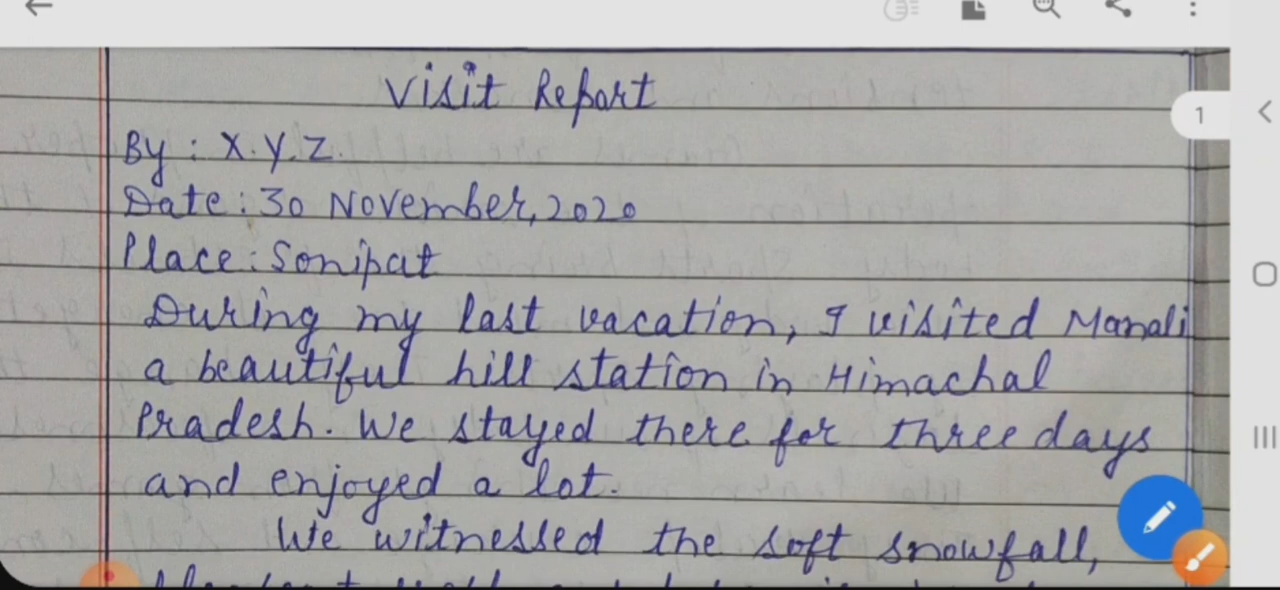 1
Visit Report
By : X.Y.Z.
Date : 30 November, 2020
Place : Sonipat
During my last vacation, I visited Manali
a beautiful hill station in Himachal
Pradesh. We stayed there for three days
and enjoyed a lot.
We witnessed the soft snowfall,